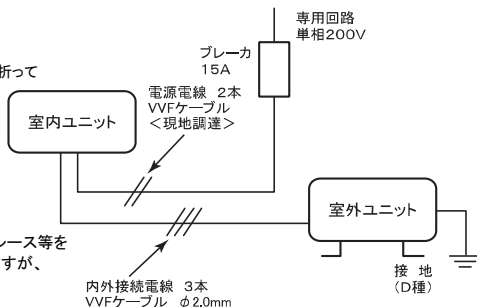 専用回路
単相200V
ブレーカ
15A
折って
電源電線 2本
VVFケーブル
<現地調達>
室内ユニット
室外ユニット
レース等を
すが、
接 地
(D種)
内外接続電線 3本
VVFケーブル φ2.0mm